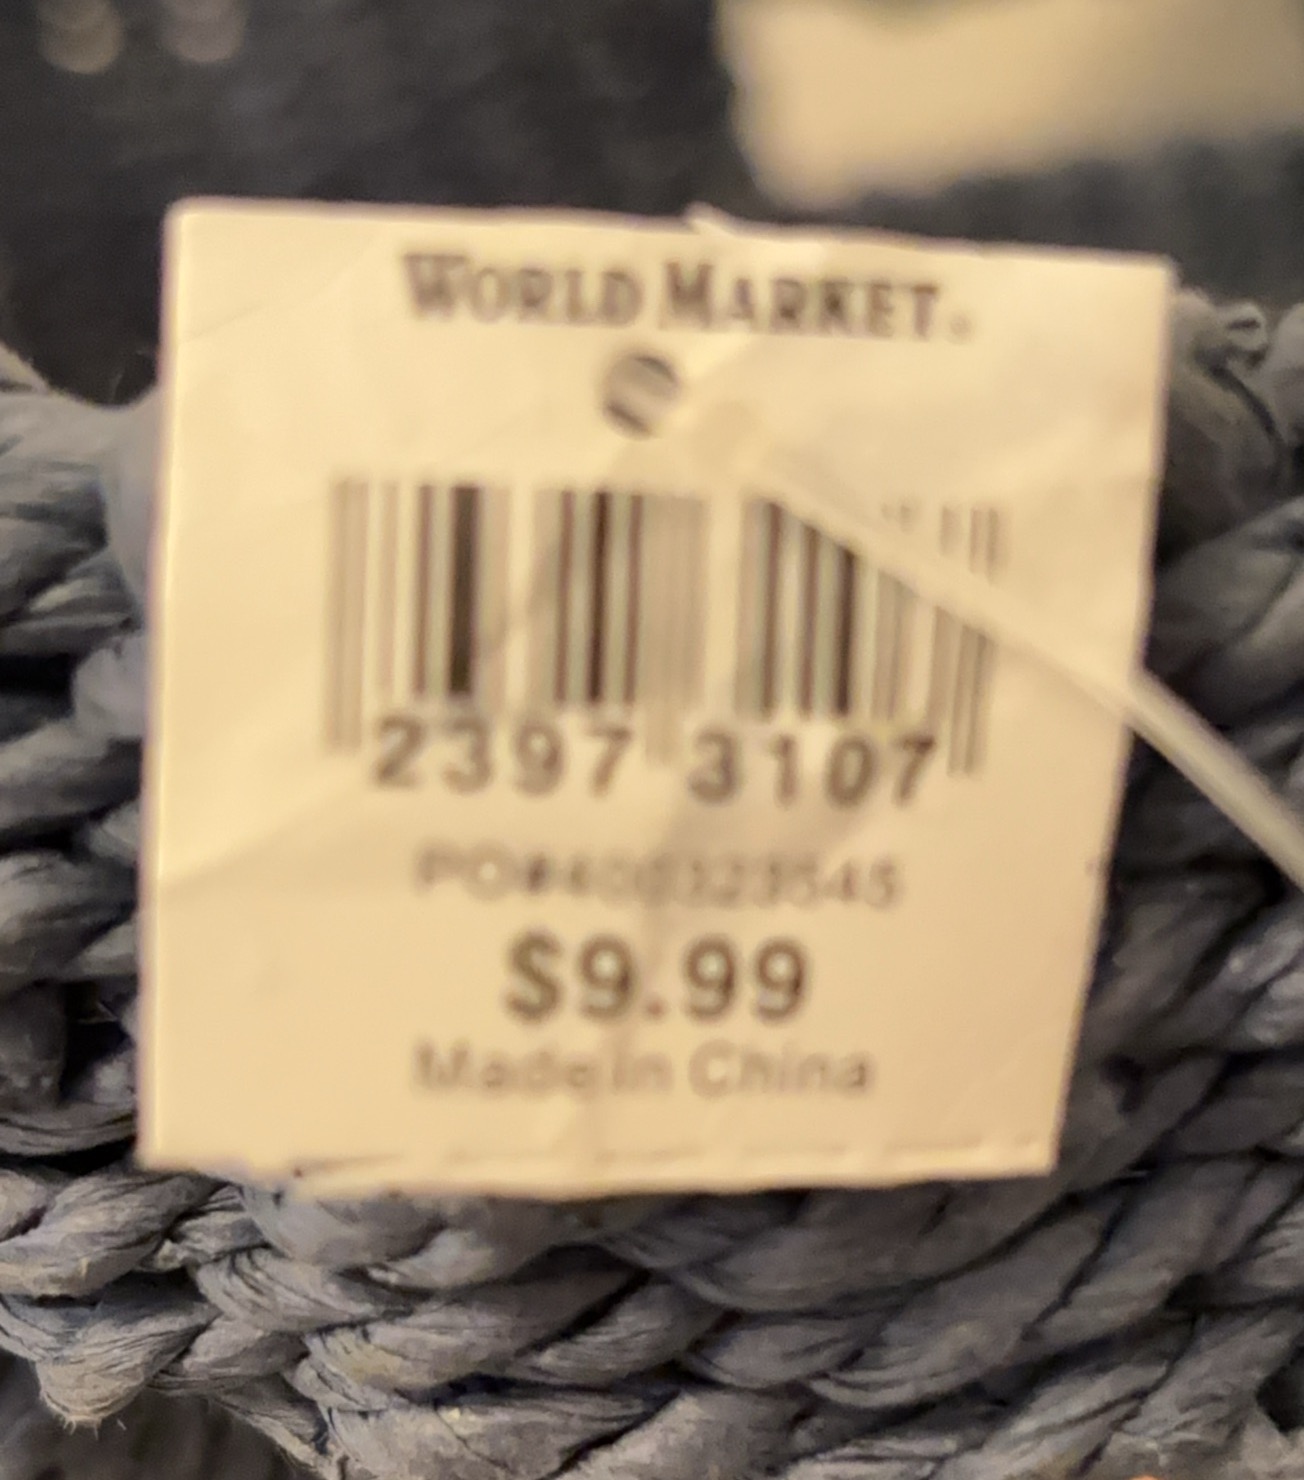 WORLD MARKET®
2397 3107
$9.99
Made in China